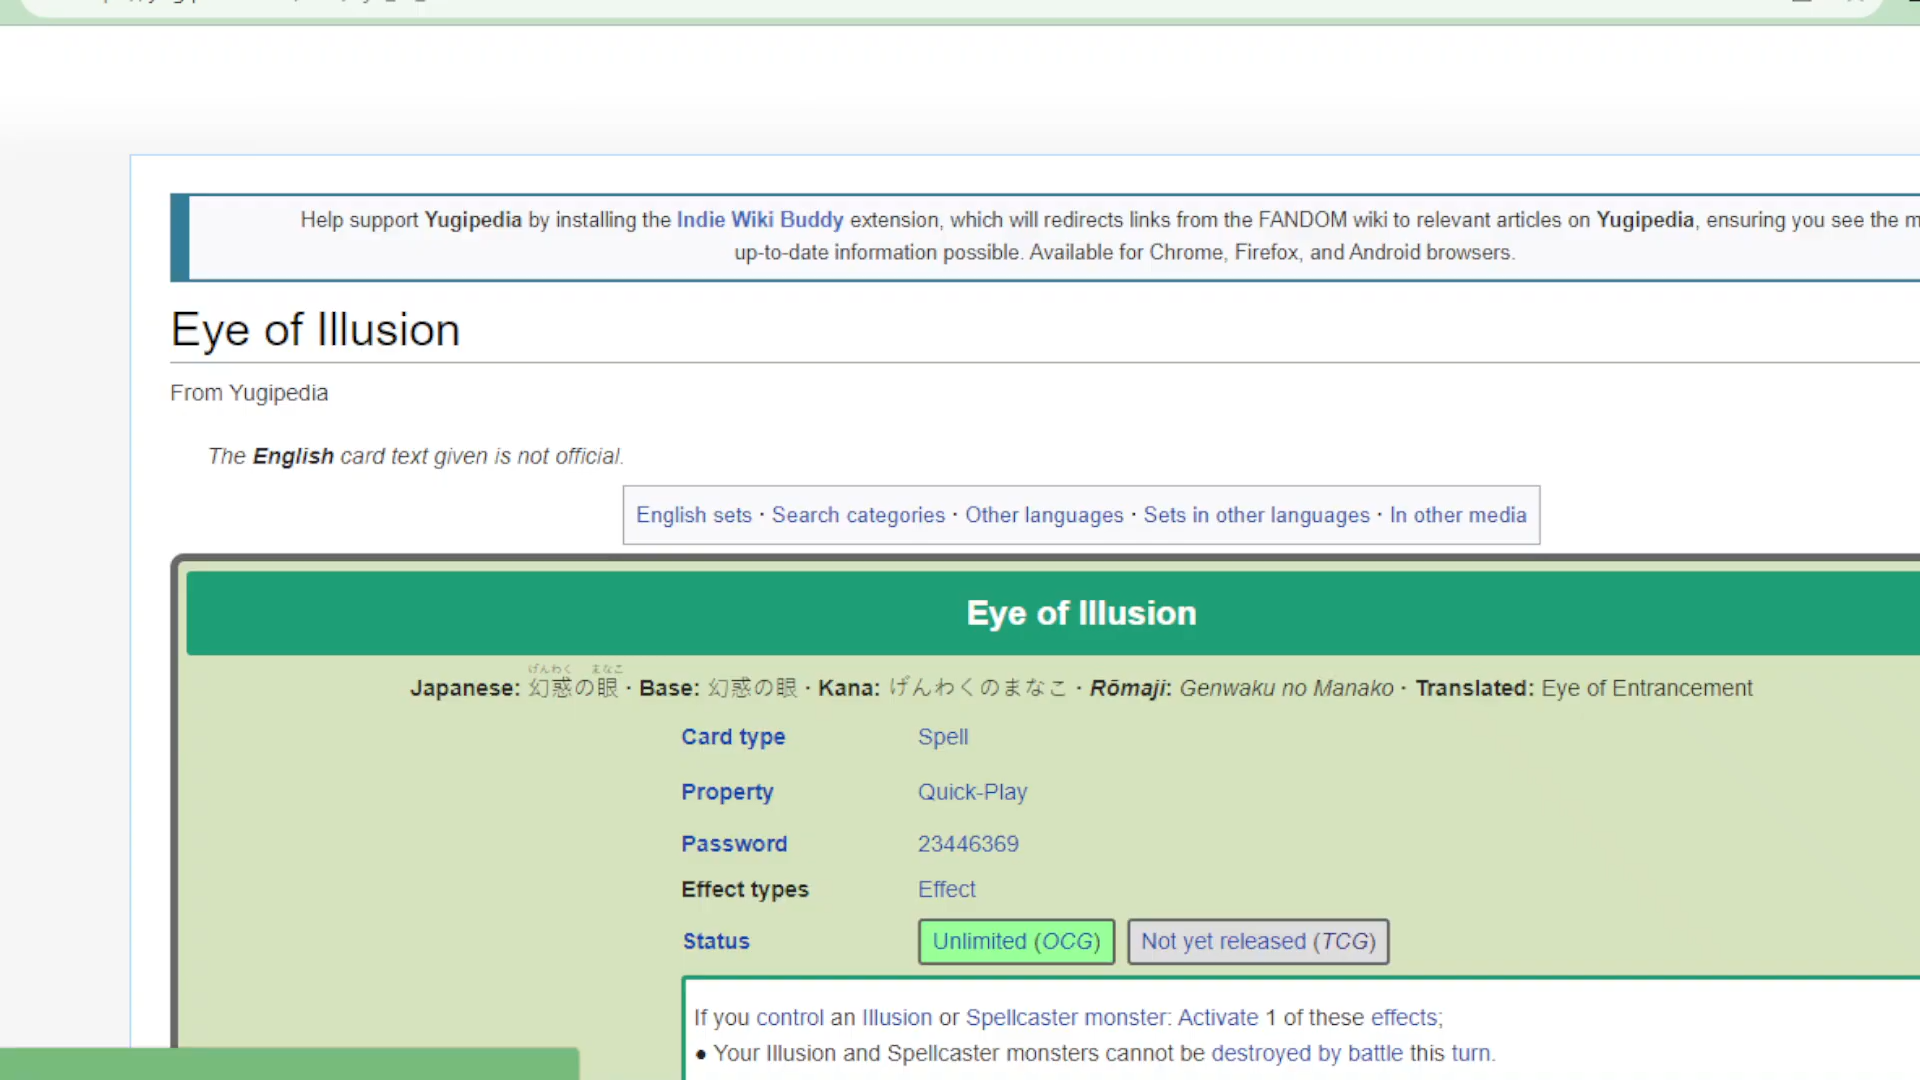 Help support Yugipedia by installing the Indie Wiki Buddy extension, which will redirects links from the FANDOM wiki to relevant articles on Yugipedia, ensuring you see the
up-to-date information possible. Available for Chrome, Firefox, and Android browsers.
Eye of Illusion
From Yugipedia
The English card text given is not official.
English sets · Search categories · Other languages · Sets in other languages · In other media
Eye of Illusion
げんわく まなこ
Japanese: 幻惑の眼 · Base: 幻惑の眼 · Kana: げんわくのまなこ · Rōmaji: Genwaku no Manako · Translated: Eye of Entrancement
Card type Spell
Property Quick-Play
Password 23446369
Effect types Effect
Status Unlimited (OCG) Not yet released (TCG)
If you control an Illusion or Spellcaster monster: Activate 1 of these effects;
● Your Illusion and Spellcaster monsters cannot be destroyed by battle this turn.